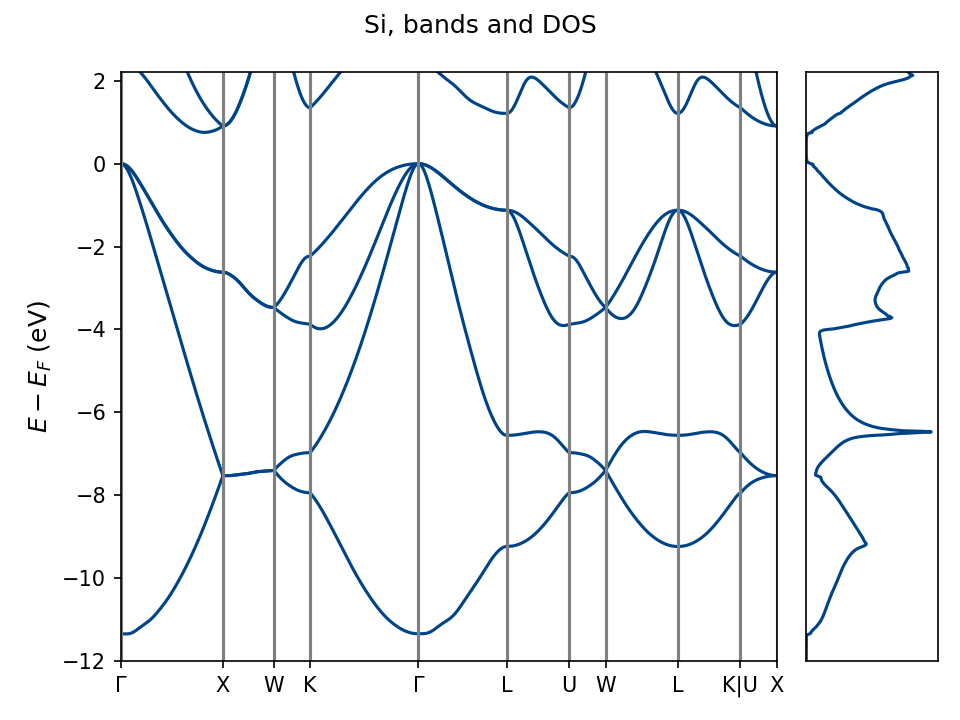 Si, bands and DOS
2
0
−2
−4
−6
−8
−10
−12
E − E_F (eV)
Γ X W K Γ L U W L K|U X